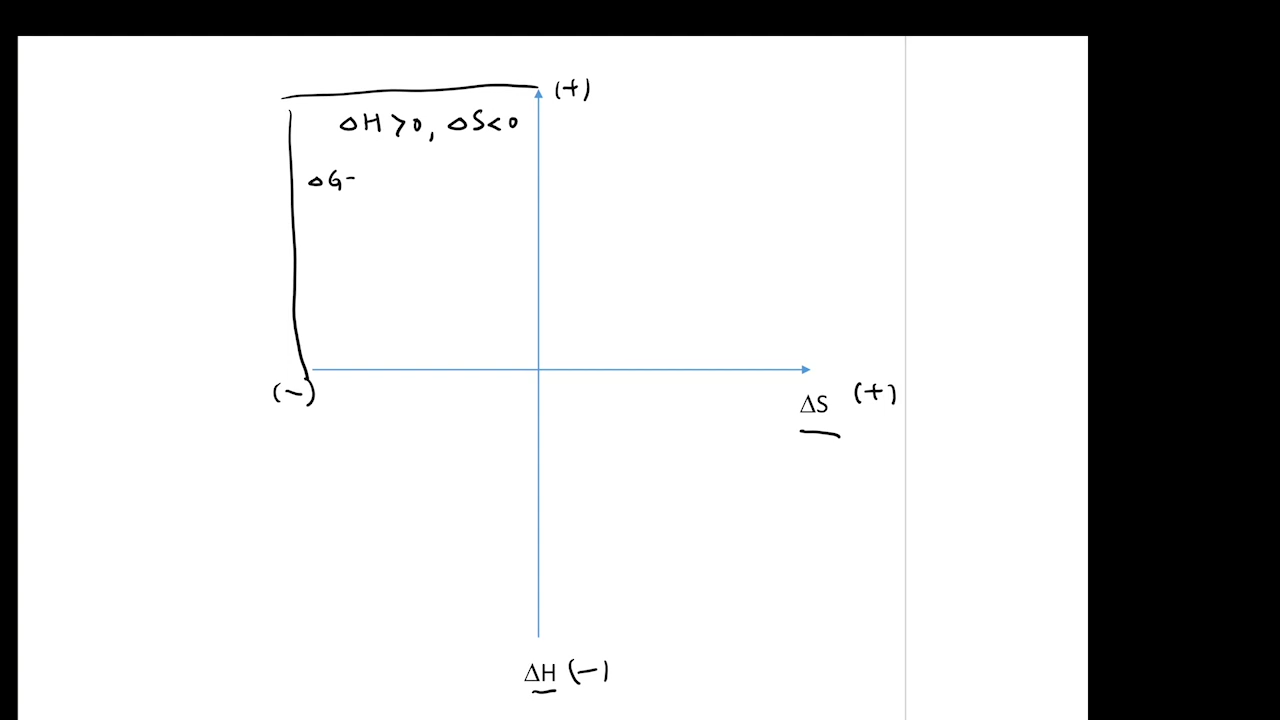 (+)
ΔH > 0, ΔS < 0
ΔG-
(-)
ΔS (+)
ΔH (-)